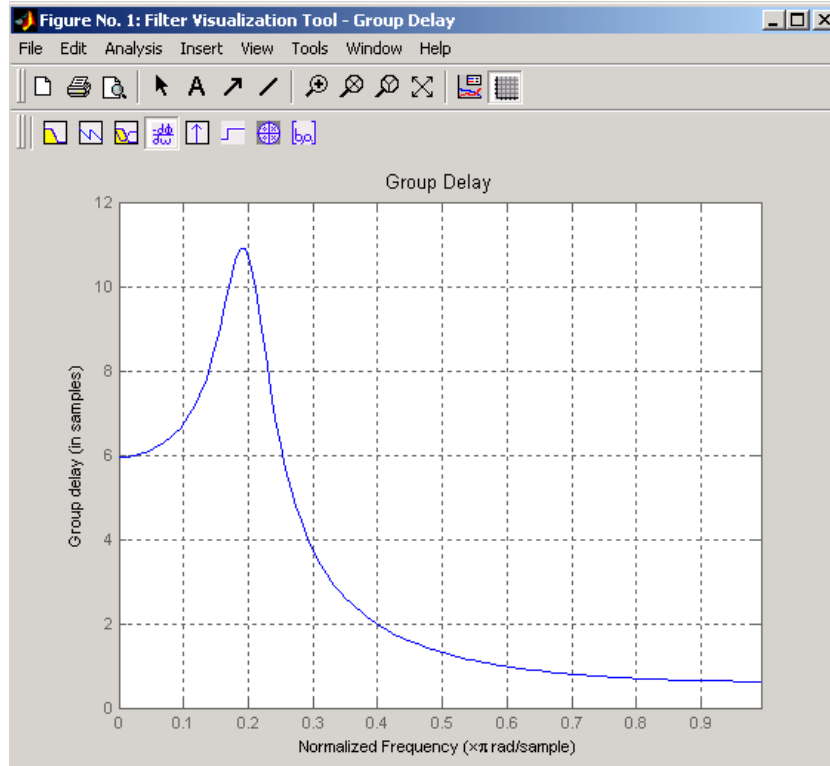 Figure No. 1: Filter Visualization Tool - Group Delay
File Edit Analysis Insert View Tools Window Help
A
-dφ
dω
[b,a]
Group Delay
12
10
8
6
4
2
0
Group delay (in samples)
0 0.1 0.2 0.3 0.4 0.5 0.6 0.7 0.8 0.9
Normalized Frequency (×π rad/sample)